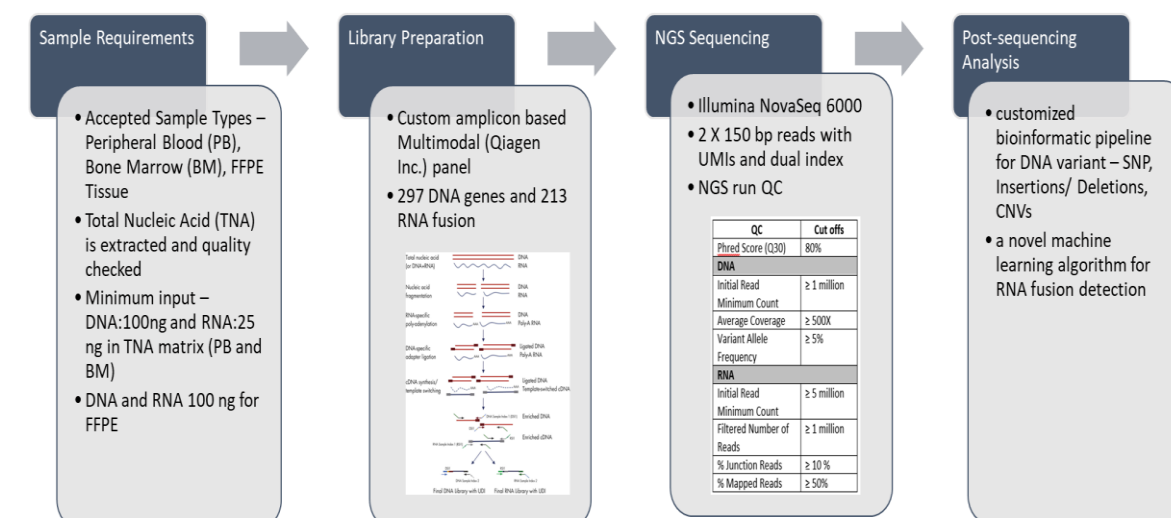 Sample Requirements
• Accepted Sample Types –
Peripheral Blood (PB),
Bone Marrow (BM), FFPE
Tissue
• Total Nucleic Acid (TNA)
is extracted and quality
checked
• Minimum input –
DNA:100ng and RNA:25
ng in TNA matrix (PB and
BM)
• DNA and RNA 100 ng for
FFPE
Library Preparation
• Custom amplicon based
Multimodal (Qiagen
Inc.) panel
• 297 DNA genes and 213
RNA fusion
Total nucleic acid
(or DNA+RNA)
DNA
RNA
Nucleic acid
fragmentation
DNA
RNA
RNA-specific
polyadenylation
DNA
Poly-A RNA
DNA-specific
adapter ligation
Ligated DNA
Poly-A RNA
cDNA synthesis/
template switching
Ligated DNA
Template-switched cDNA
Enriched DNA
Enriched cDNA
Final DNA Library with UDI
Final RNA Library with UDI
NGS Sequencing
• Illumina NovaSeq 6000
• 2 X 150 bp reads with
UMIs and dual index
• NGS run QC
QC Cut offs
Phred Score (Q30) 80%
DNA
Initial Read ≥ 1 million
Minimum Count
Average Coverage ≥ 500X
Variant Allele ≥ 5%
Frequency
RNA
Initial Read ≥ 5 million
Minimum Count
Filtered Number of ≥ 1 million
Reads
% Junction Reads ≥ 10 %
% Mapped Reads ≥ 50%
Post-sequencing
Analysis
• customized
bioinformatic pipeline
for DNA variant – SNP,
Insertions/ Deletions,
CNVs
• a novel machine
learning algorithm for
RNA fusion detection